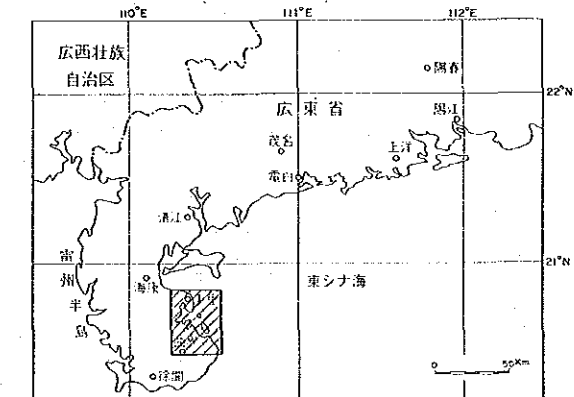 110°E
111°E
112°E
広西壮族
自治区
陽春
22°N
広東省
陽江
茂名
上洋
電白
湛江
雷州半島
21°N
海康
東シナ海
徐聞
0 50Km